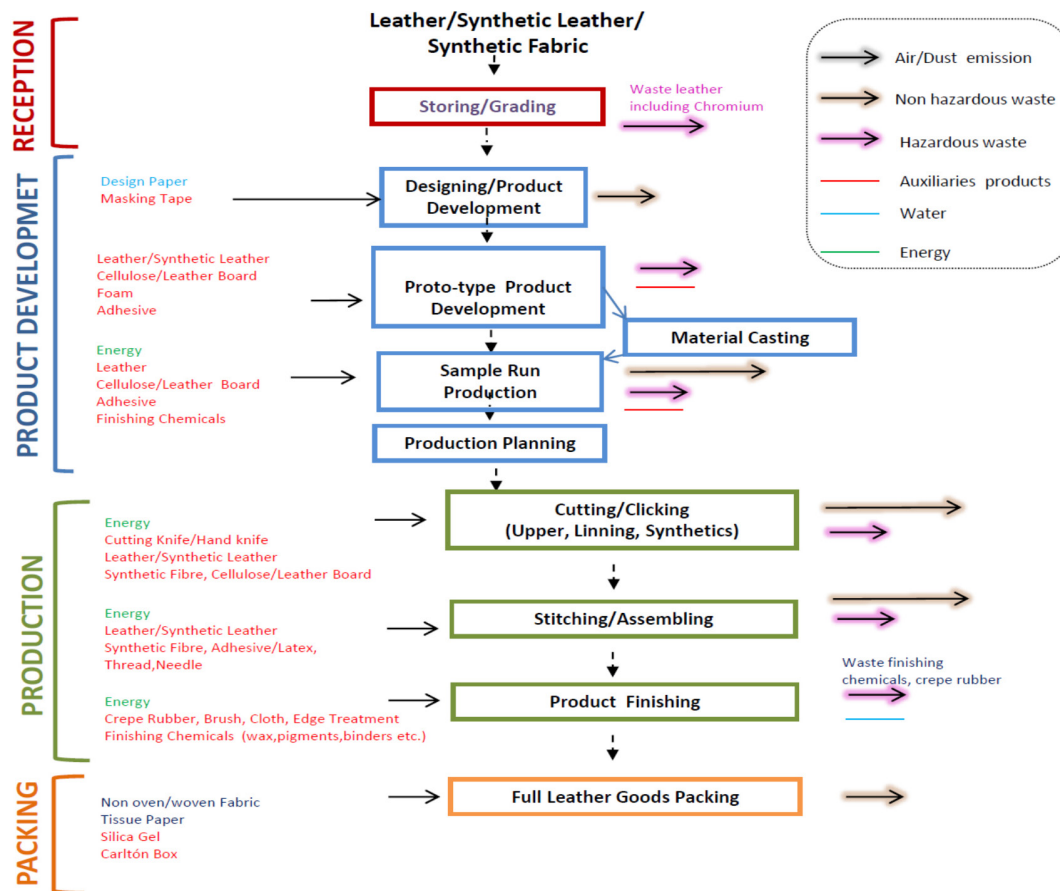 Leather/Synthetic Leather/
Synthetic Fabric
RECEPTION
Storing/Grading
Waste leather
including Chromium
Air/Dust emission
Non hazardous waste
Hazardous waste
Auxiliaries products
Water
Energy
PRODUCT DEVELOPMET
Design Paper
Masking Tape
Designing/Product
Development
Leather/Synthetic Leather
Cellulose/Leather Board
Foam
Adhesive
Proto-type Product
Development
Material Casting
Energy
Leather
Cellulose/Leather Board
Adhesive
Finishing Chemicals
Sample Run
Production
Production Planning
PRODUCTION
Energy
Cutting Knife/Hand knife
Leather/Synthetic Leather
Synthetic Fibre, Cellulose/Leather Board
Cutting/Clicking
(Upper, Linning, Synthetics)
Energy
Leather/Synthetic Leather
Synthetic Fibre, Adhesive/Latex,
Thread,Needle
Stitching/Assembling
Energy
Crepe Rubber, Brush, Cloth, Edge Treatment
Finishing Chemicals (wax,pigments,binders etc.)
Product Finishing
Waste finishing
chemicals, crepe rubber
PACKING
Non oven/woven Fabric
Tissue Paper
Silica Gel
Carltón Box
Full Leather Goods Packing